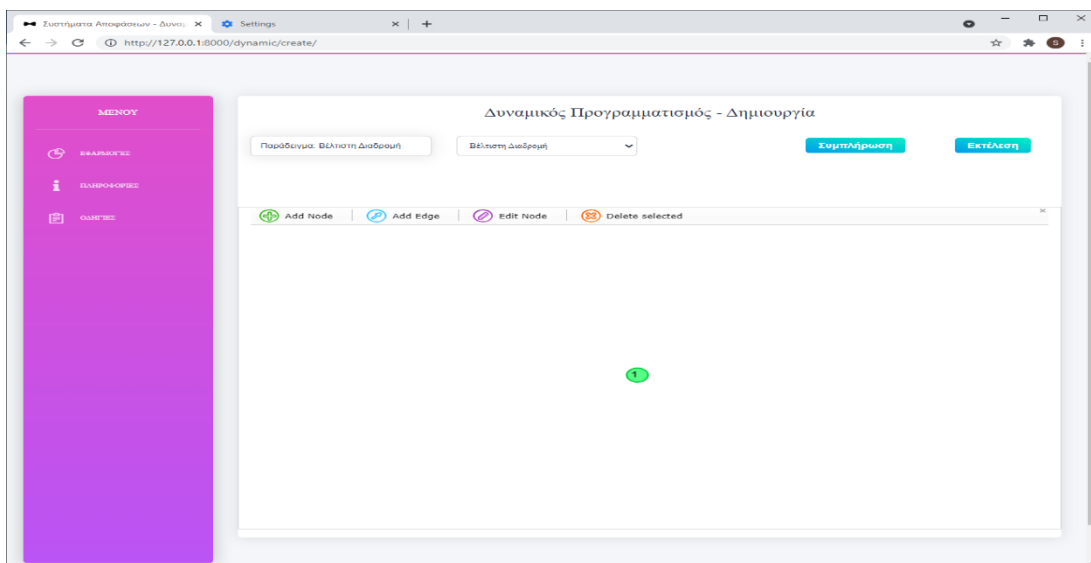 Συστήματα Αποφάσεων - Δυνα
Settings
http://127.0.0.1:8000/dynamic/create/
S
ΜΕΝΟΥ
Δυναμικός Προγραμματισμός - Δημιουργία
Παράδειγμα: Βέλτιστη Διαδρομή
Βέλτιστη Διαδρομή
Συμπλήρωση
Εκτέλεση
ΕΦΑΡΜΟΓΕΣ
ΠΛΗΡΟΦΟΡΙΕΣ
ΟΔΗΓΙΕΣ
Add Node
Add Edge
Edit Node
Delete selected
1